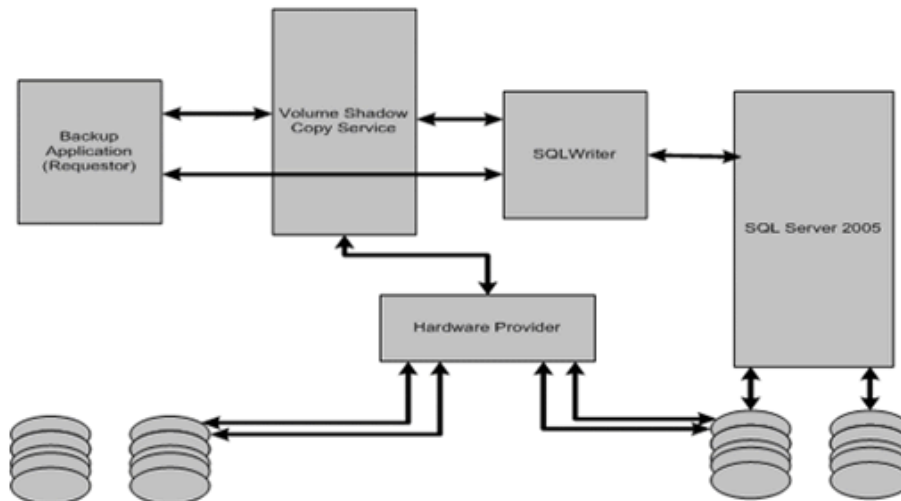 Backup
Application
(Requestor)
Volume Shadow
Copy Service
SQLWriter
SQL Server 2005
Hardware Provider